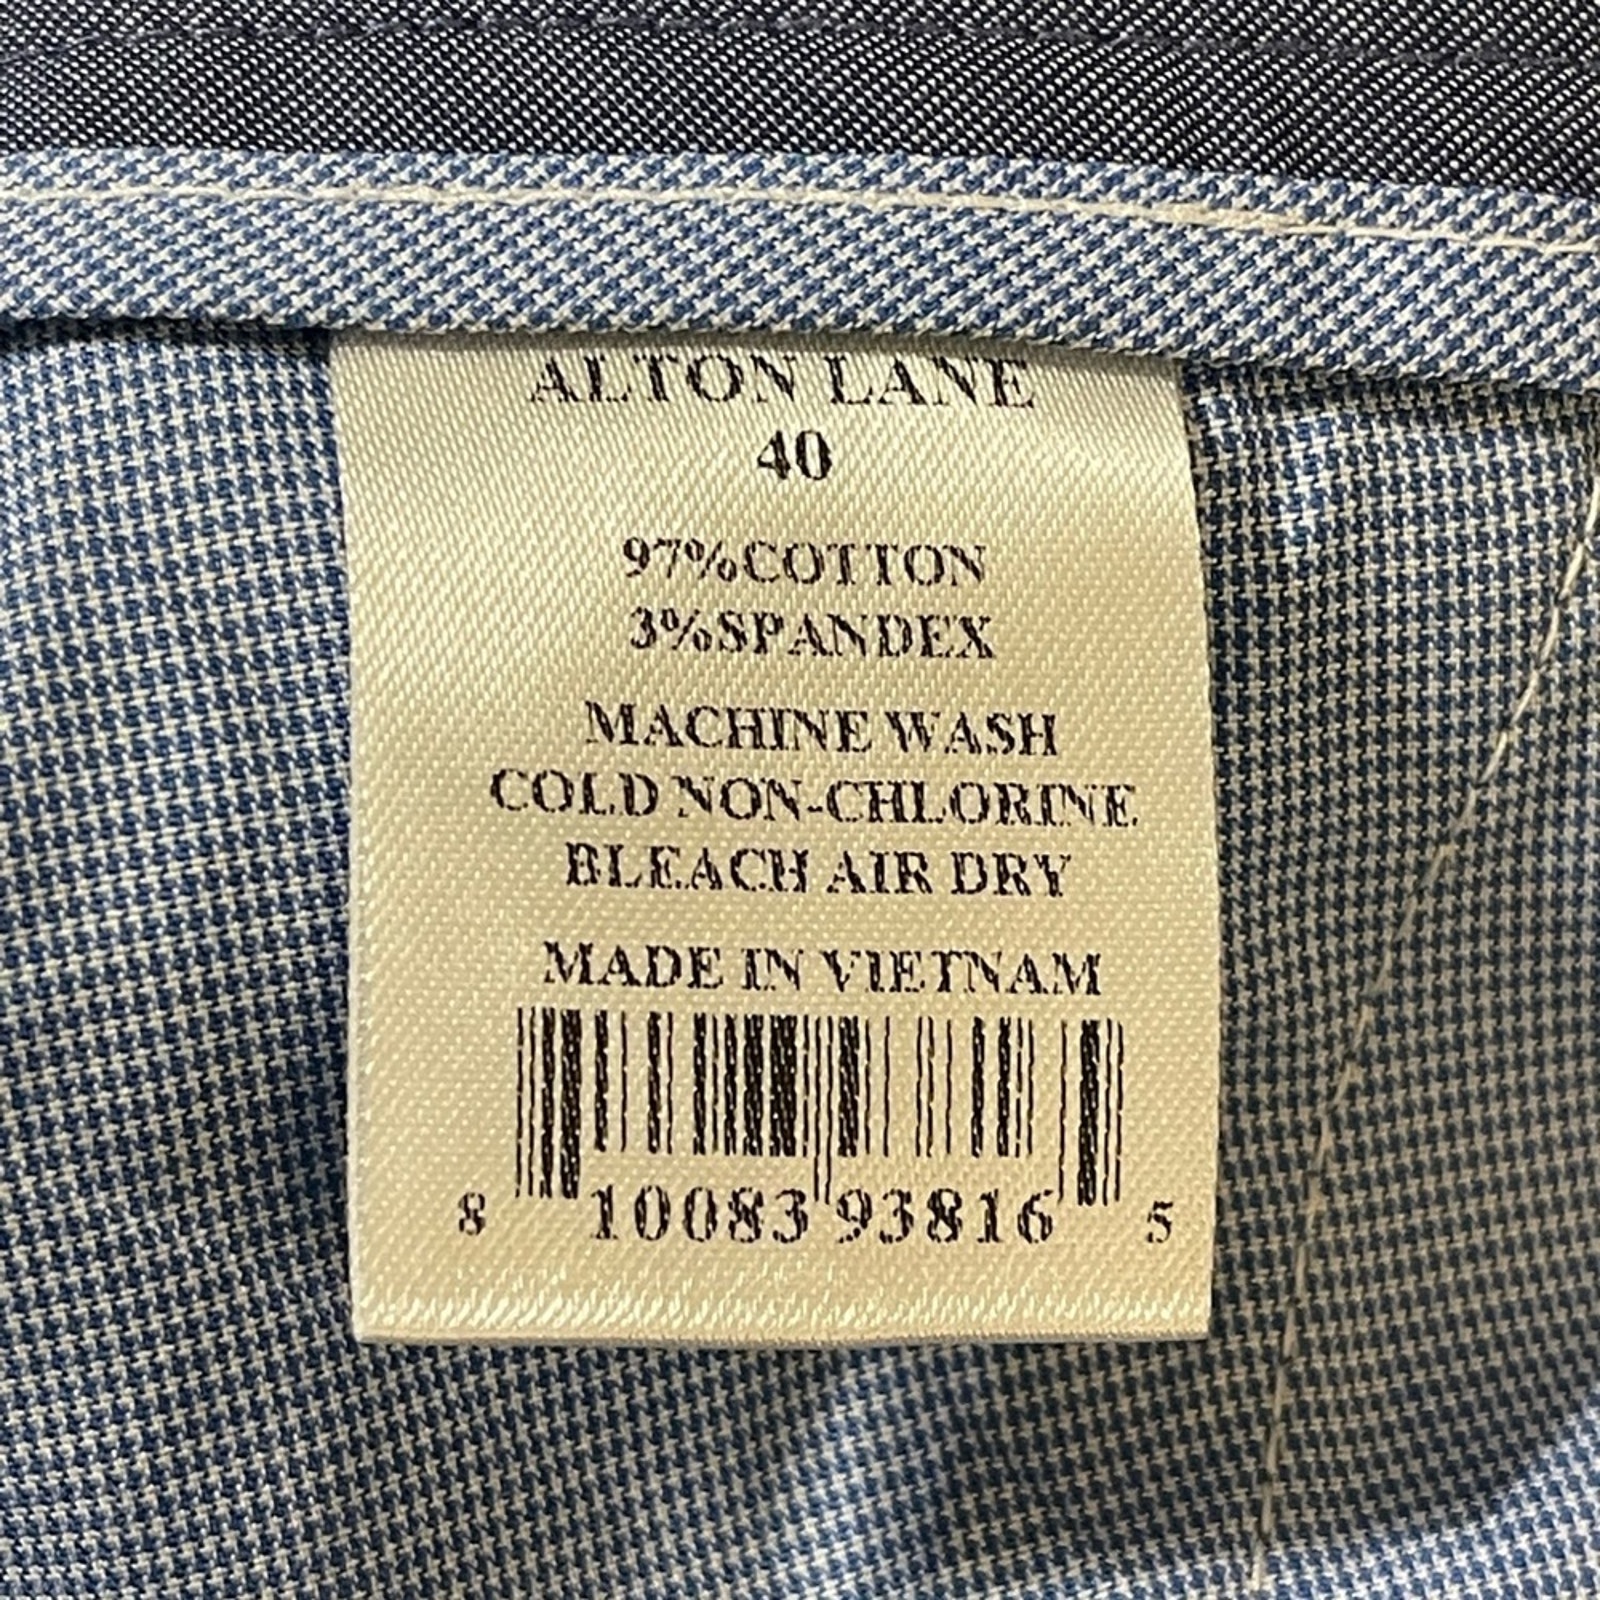 ALTON LANE
40
97%COTTON
3%SPANDEX
MACHINE WASH
COLD NON-CHLORINE
BLEACH AIR DRY
MADE IN VIETNAM
8 10083 93816 5